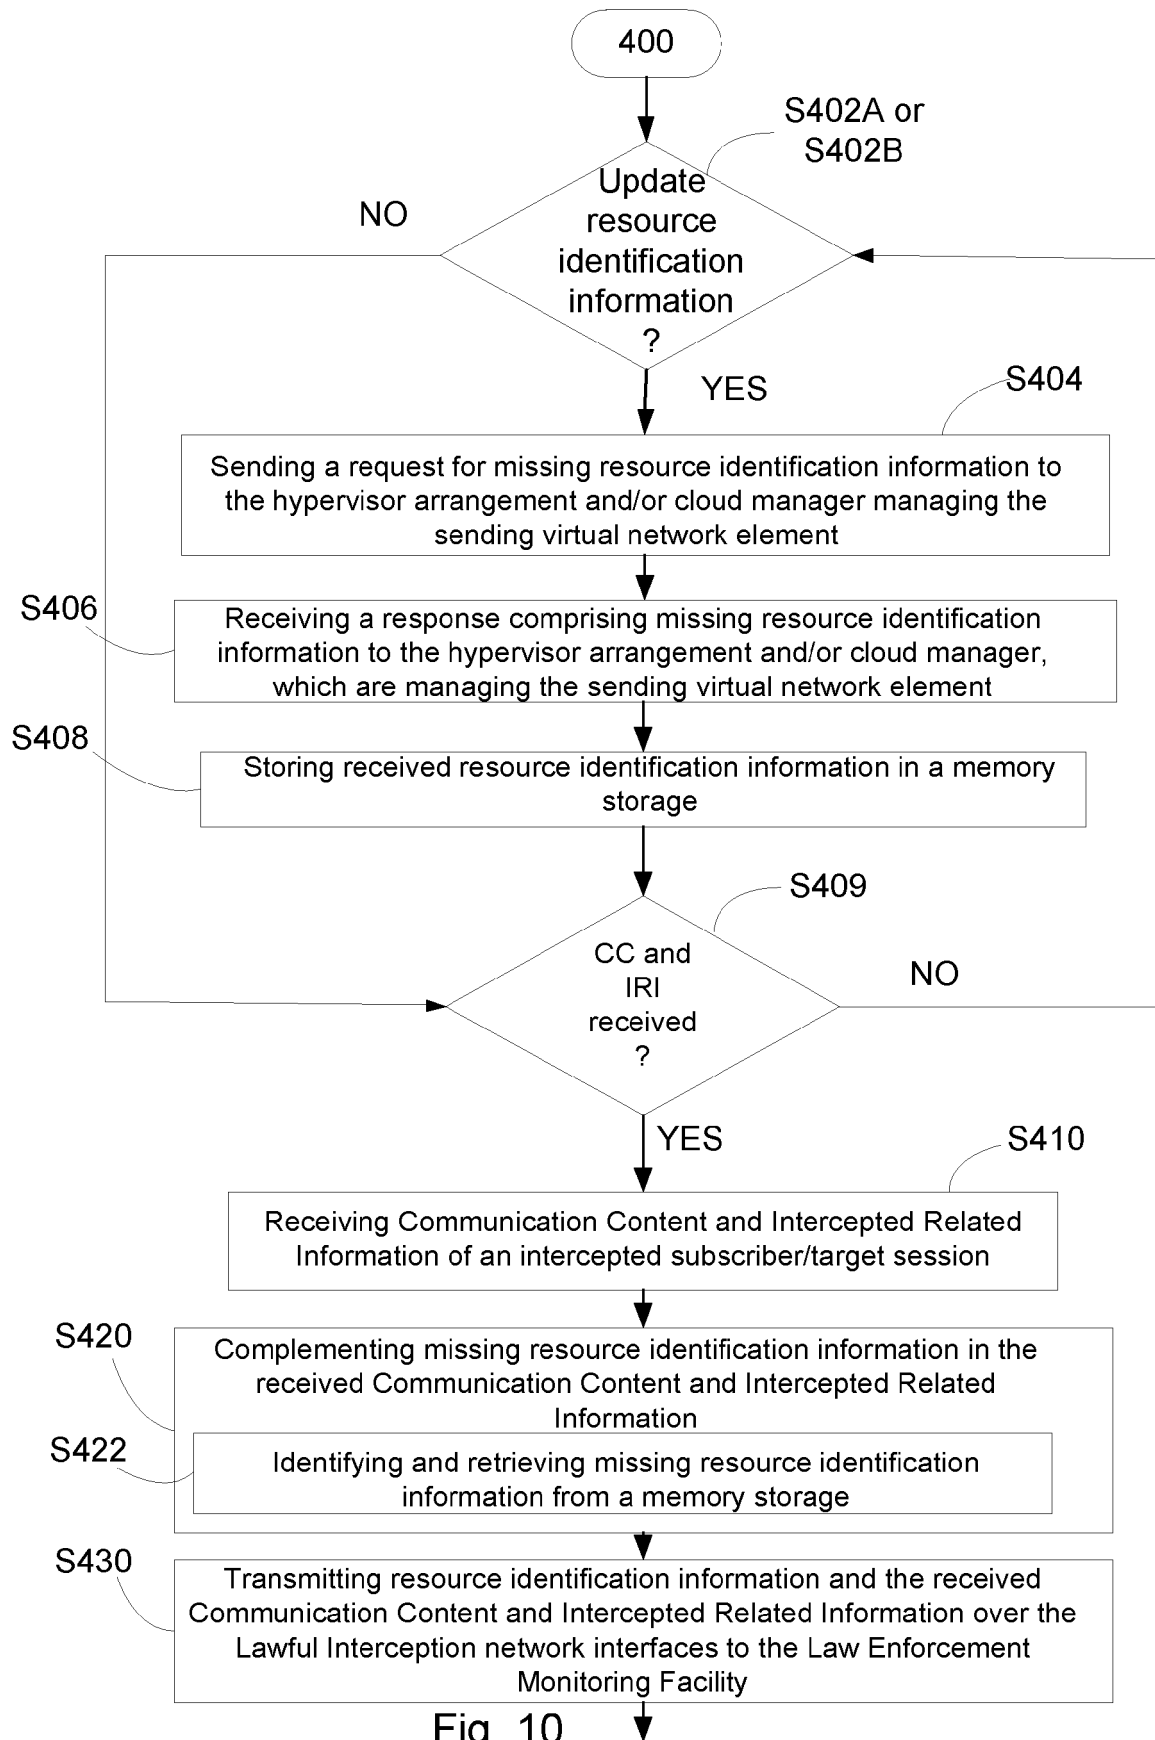 400
S402A or
S402B
Update
resource
identification
information
?
NO
YES
S404
Sending a request for missing resource identification information to
the hypervisor arrangement and/or cloud manager managing the
sending virtual network element
S406
Receiving a response comprising missing resource identification
information to the hypervisor arrangement and/or cloud manager,
which are managing the sending virtual network element
S408
Storing received resource identification information in a memory
storage
S409
CC and
IRI
received
?
NO
YES
S410
Receiving Communication Content and Intercepted Related
Information of an intercepted subscriber/target session
S420
Complementing missing resource identification information in the
received Communication Content and Intercepted Related
Information
S422
Identifying and retrieving missing resource identification
information from a memory storage
S430
Transmitting resource identification information and the received
Communication Content and Intercepted Related Information over the
Lawful Interception network interfaces to the Law Enforcement
Monitoring Facility
Fig. 10